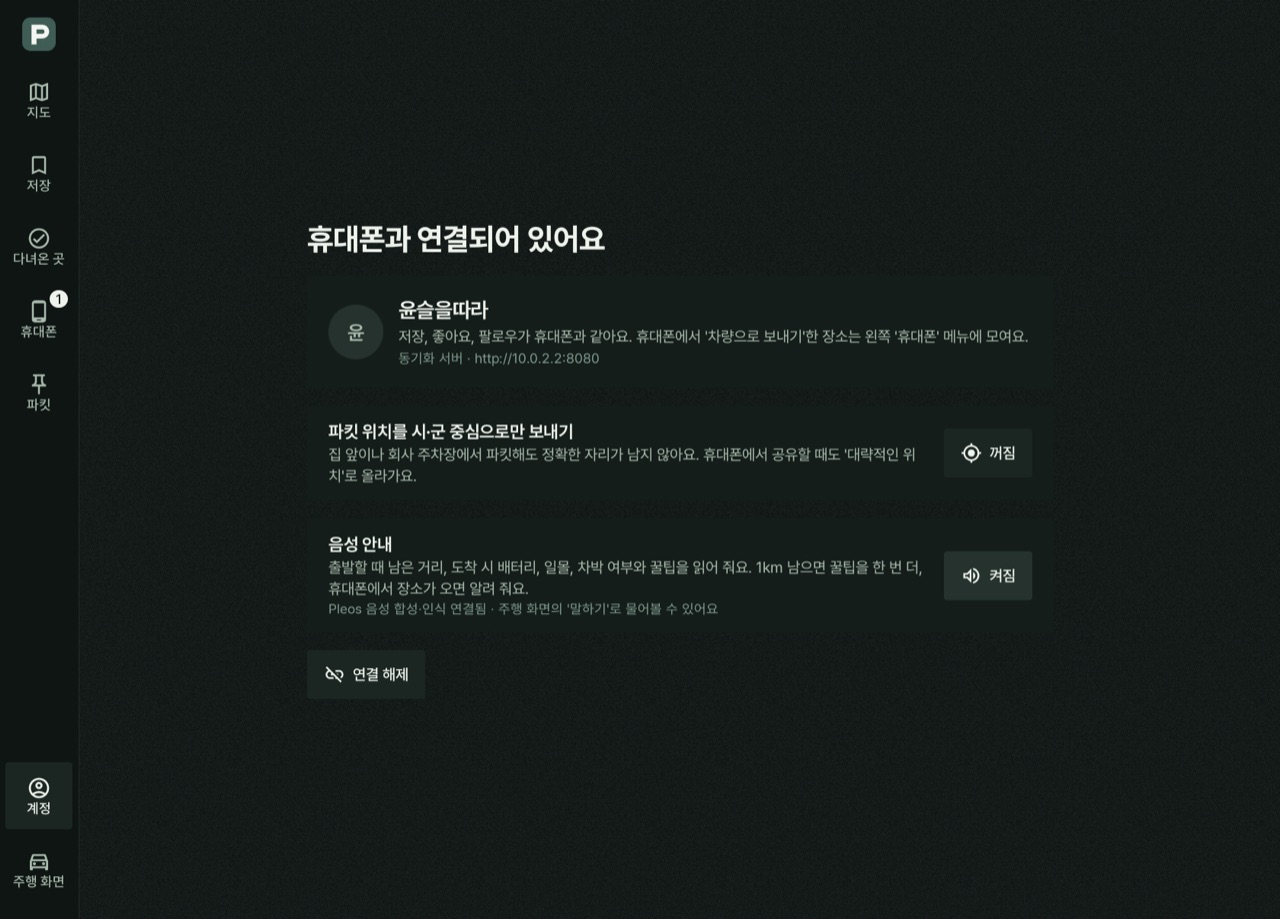 P
지도
저장
다녀온 곳
1
휴대폰
파킷
계정
주행 화면
휴대폰과 연결되어 있어요
윤
윤슬을따라
저장, 좋아요, 팔로우가 휴대폰과 같아요. 휴대폰에서 '차량으로 보내기'한 장소는 왼쪽 '휴대폰' 메뉴에 모여요.
동기화 서버 · http://10.0.2.2:8080
파킷 위치를 시·군 중심으로만 보내기
집 앞이나 회사 주차장에서 파킷해도 정확한 자리가 남지 않아요. 휴대폰에서 공유할 때도 '대략적인 위
치'로 올라가요.
꺼짐
음성 안내
출발할 때 남은 거리, 도착 시 배터리, 일몰, 차박 여부와 꿀팁을 읽어 줘요. 1km 남으면 꿀팁을 한 번 더,
휴대폰에서 장소가 오면 알려 줘요.
Pleos 음성 합성·인식 연결됨 · 주행 화면의 '말하기'로 물어볼 수 있어요
켜짐
연결 해제